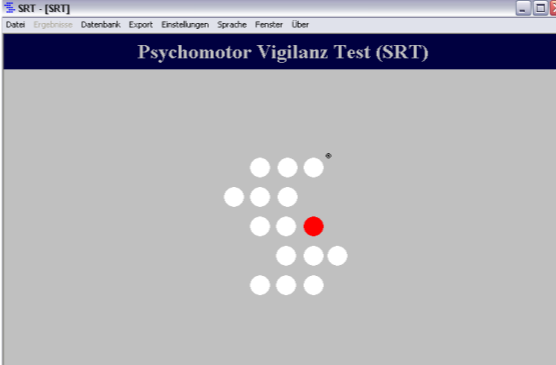 SRT - [SRT]
Datei Ergebnisse Datenbank Export Einstellungen Sprache Fenster Über
Psychomotor Vigilanz Test (SRT)